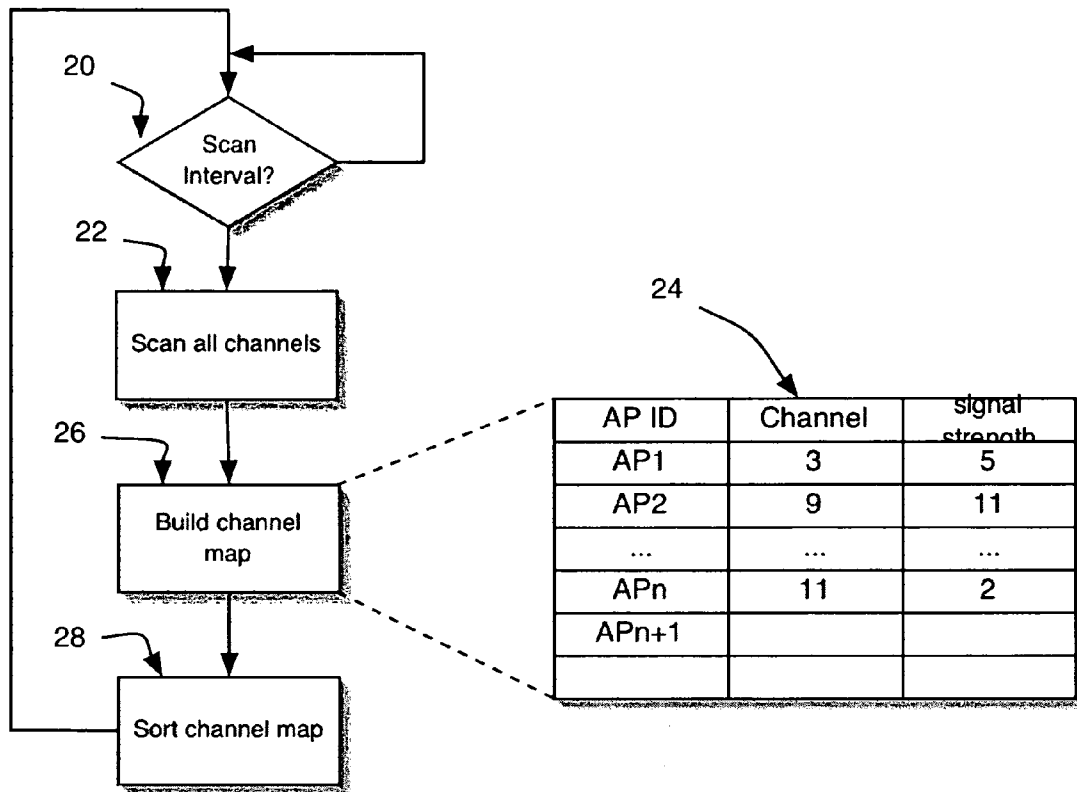 20
Scan
Interval?
22
Scan all channels
24
26
Build channel
map
AP ID Channel signal
strength
AP1 3 5
AP2 9 11
... ... ...
APn 11 2
APn+1
28
Sort channel map